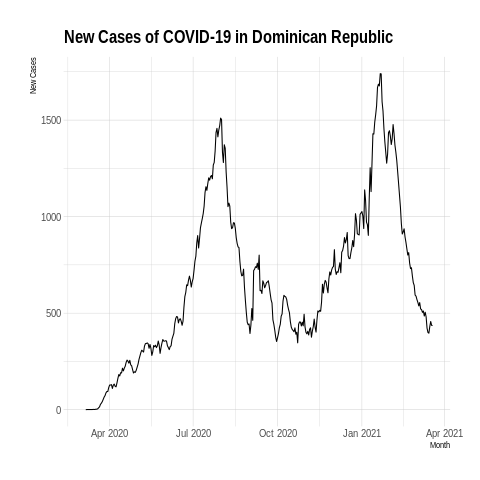 New Cases of COVID-19 in Dominican Republic
New Cases
1500
1000
500
0
Apr 2020 Jul 2020 Oct 2020 Jan 2021 Apr 2021
Month